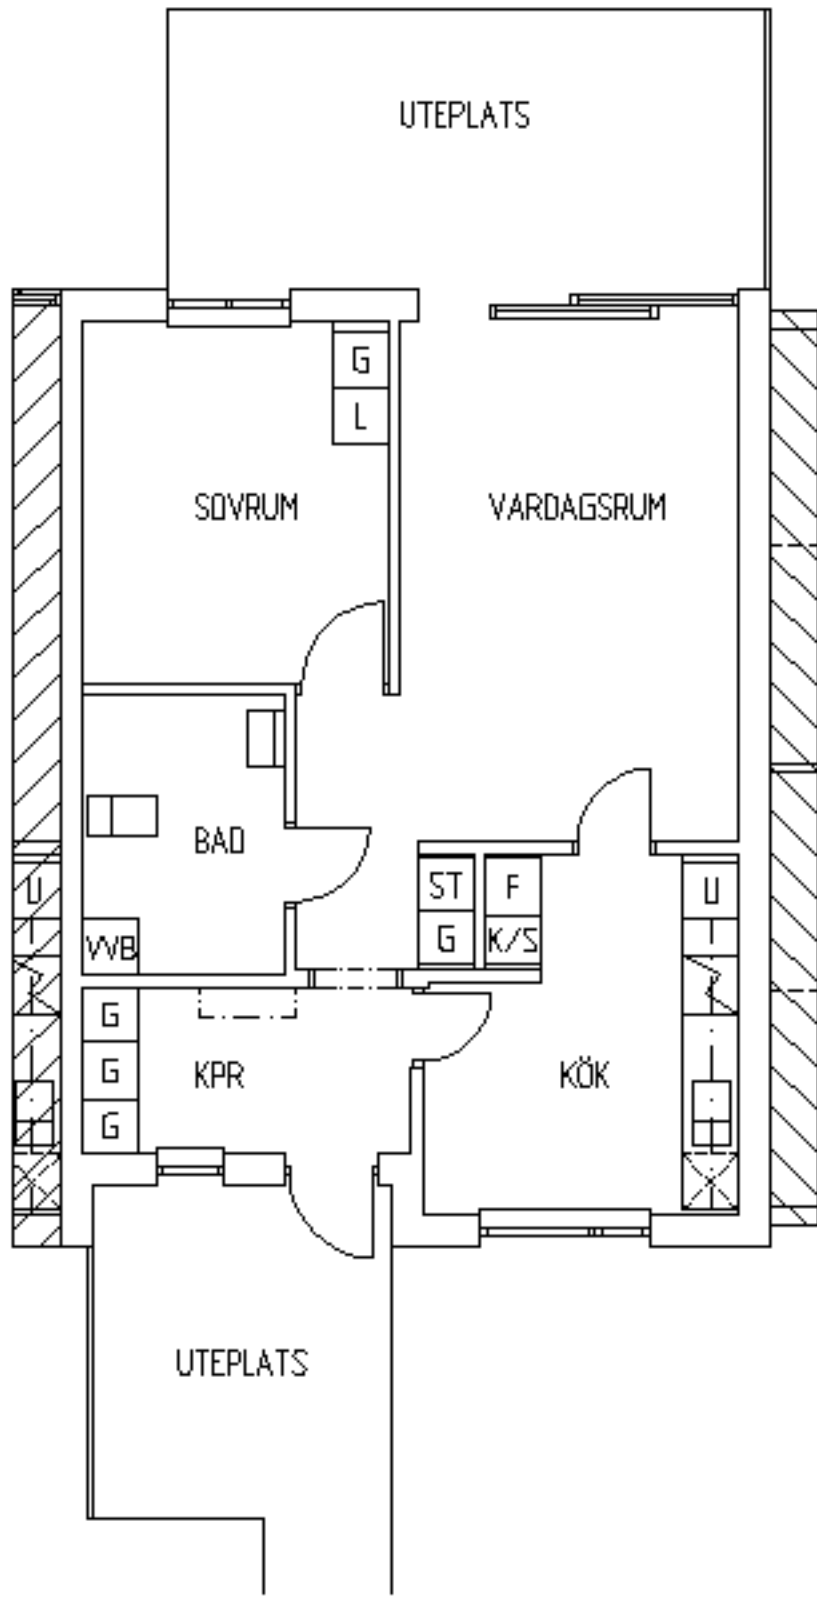 UTEPLATS
G
L
SOVRUM
VARDAGSRUM
BAD
U
ST
F
U
G
K/S
VVB
G
G
KPR
KÖK
G
UTEPLATS